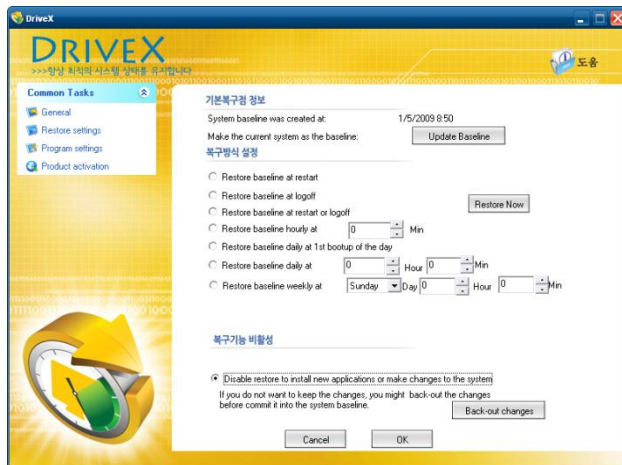 DriveX
DRIVEX
>>>항상 최적의 시스템 상태를 유지합니다
도움
Common Tasks
General
Restore settings
Program settings
Product activation
기본복구점 정보
System baseline was created at: 1/5/2009 8:50
Make the current system as the baseline: Update Baseline
복구방식 설정
Restore baseline at restart
Restore baseline at logoff
Restore Now
Restore baseline at restart or logoff
Restore baseline hourly at 0 Min
Restore baseline daily at 1st bootup of the day
Restore baseline daily at 0 Hour 0 Min
Restore baseline weekly at Sunday Day 0 Hour 0 Min
복구기능 비활성
Disable restore to install new applications or make changes to the system
If you do not want to keep the changes, you might back-out the changes
before commit it into the system baseline.
Back-out changes
Cancel OK